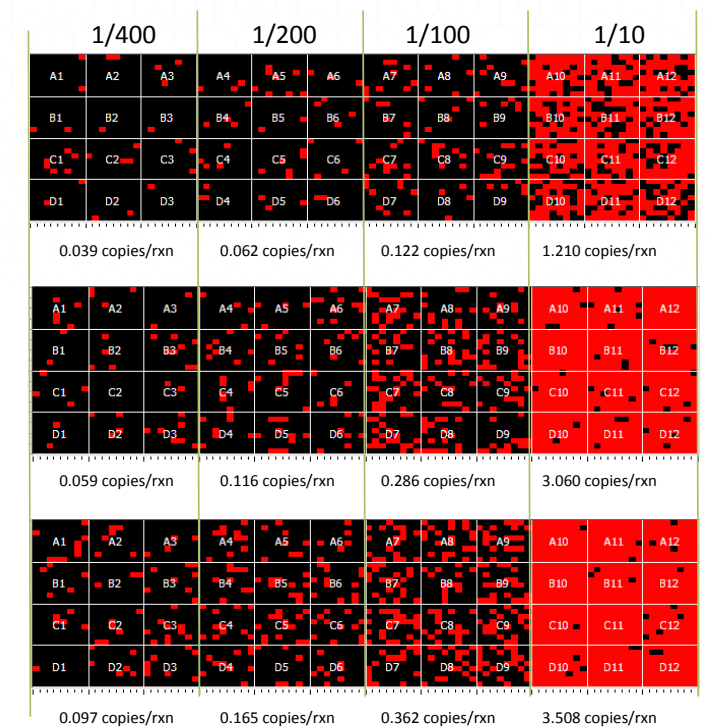 1/400 1/200 1/100 1/10
A1 A2 A3 A4 A5 A6 A7 A8 A9 A10 A11 A12
B1 B2 B3 B4 B5 B6 B7 B8 B9 B10 B11 B12
C1 C2 C3 C4 C5 C6 C7 C8 C9 C10 C11 C12
D1 D2 D3 D4 D5 D6 D7 D8 D9 D10 D11 D12
0.039 copies/rxn 0.062 copies/rxn 0.122 copies/rxn 1.210 copies/rxn
A1 A2 A3 A4 A5 A6 A7 A8 A9 A10 A11 A12
B1 B2 B3 B4 B5 B6 B7 B8 B9 B10 B11 B12
C1 C2 C3 C4 C5 C6 C7 C8 C9 C10 C11 C12
D1 D2 D3 D4 D5 D6 D7 D8 D9 D10 D11 D12
0.059 copies/rxn 0.116 copies/rxn 0.286 copies/rxn 3.060 copies/rxn
A1 A2 A3 A4 A5 A6 A7 A8 A9 A10 A11 A12
B1 B2 B3 B4 B5 B6 B7 B8 B9 B10 B11 B12
C1 C2 C3 C4 C5 C6 C7 C8 C9 C10 C11 C12
D1 D2 D3 D4 D5 D6 D7 D8 D9 D10 D11 D12
0.097 copies/rxn 0.165 copies/rxn 0.362 copies/rxn 3.508 copies/rxn